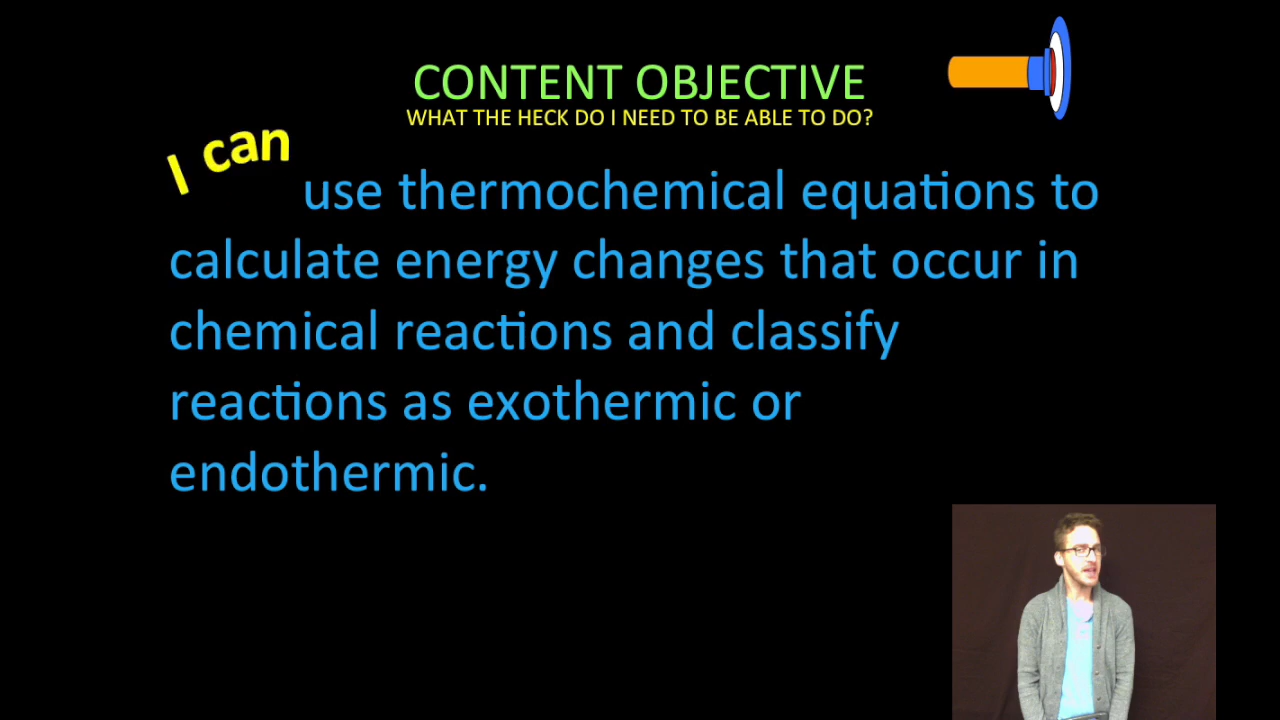 CONTENT OBJECTIVE
WHAT THE HECK DO I NEED TO BE ABLE TO DO?
I can
use thermochemical equations to
calculate energy changes that occur in
chemical reactions and classify
reactions as exothermic or
endothermic.